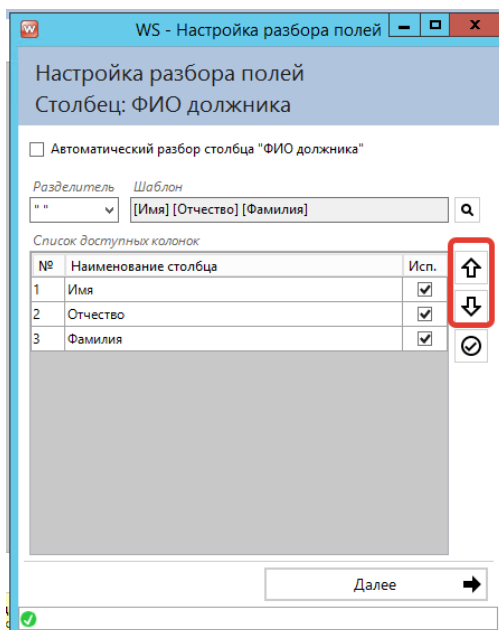 WS - Настройка разбора полей
Настройка разбора полей
Столбец: ФИО должника
Автоматический разбор столбца "ФИО должника"
Разделитель Шаблон
" " [Имя] [Отчество] [Фамилия]
Список доступных колонок
№ Наименование столбца Исп.
1 Имя
2 Отчество
3 Фамилия
Далее